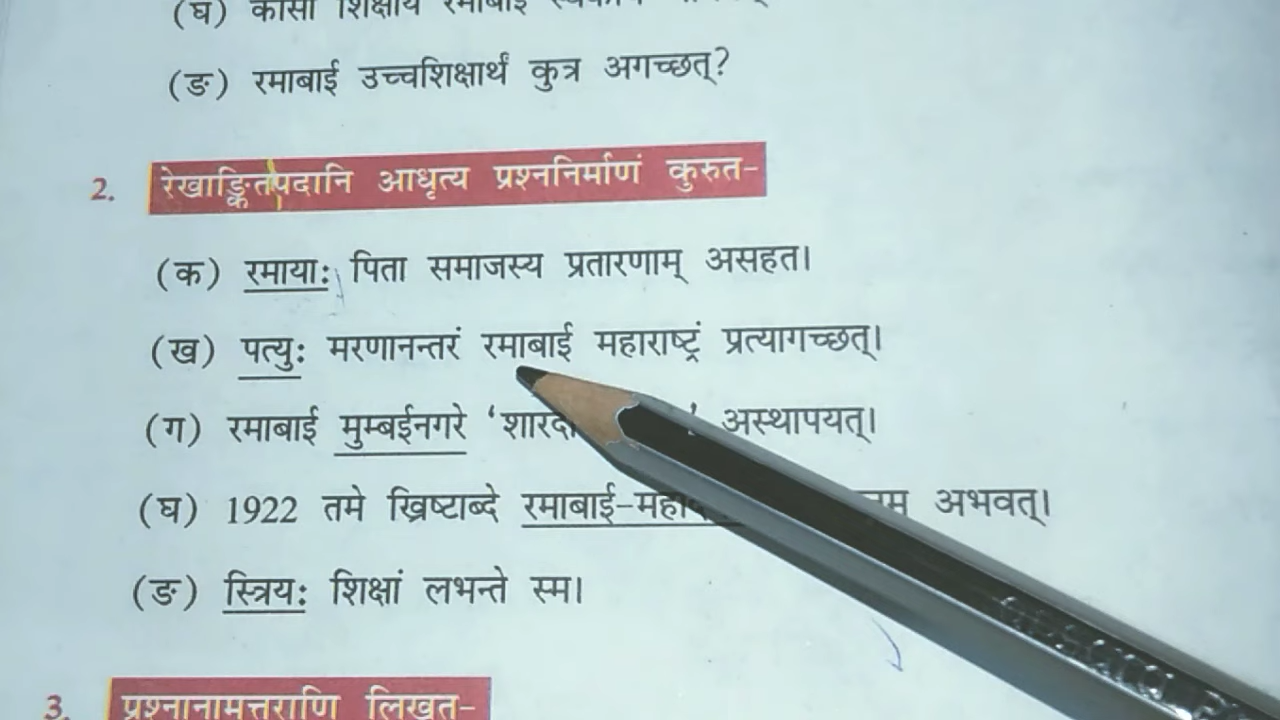 (घ) शिक्षायै रमाबाई
(ङ) रमाबाई उच्चशिक्षार्थं कुत्र अगच्छत्?
2. रेखाङ्कितपदानि आधृत्य प्रश्ननिर्माणं कुरुत-
(क) रमायाः पिता समाजस्य प्रतारणाम् असहत।
(ख) पत्युः मरणानन्तरं रमाबाई महाराष्ट्रं प्रत्यागच्छत्।
(ग) रमाबाई मुम्बईनगरे ' ' अस्थापयत्।
(घ) 1922 तमे ख्रिष्टाब्दे अभवत्।
(ङ) स्त्रियः शिक्षां लभन्ते स्म।
3. प्रश्नानामुत्तराणि लिखत-